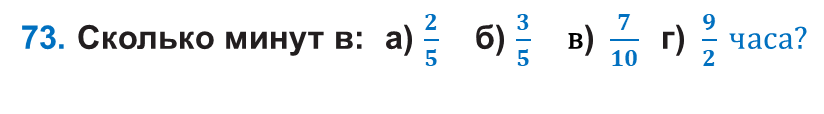 73. Сколько минут в: а) 2/5 б) 3/5 в) 7/10 г) 9/2 часа?